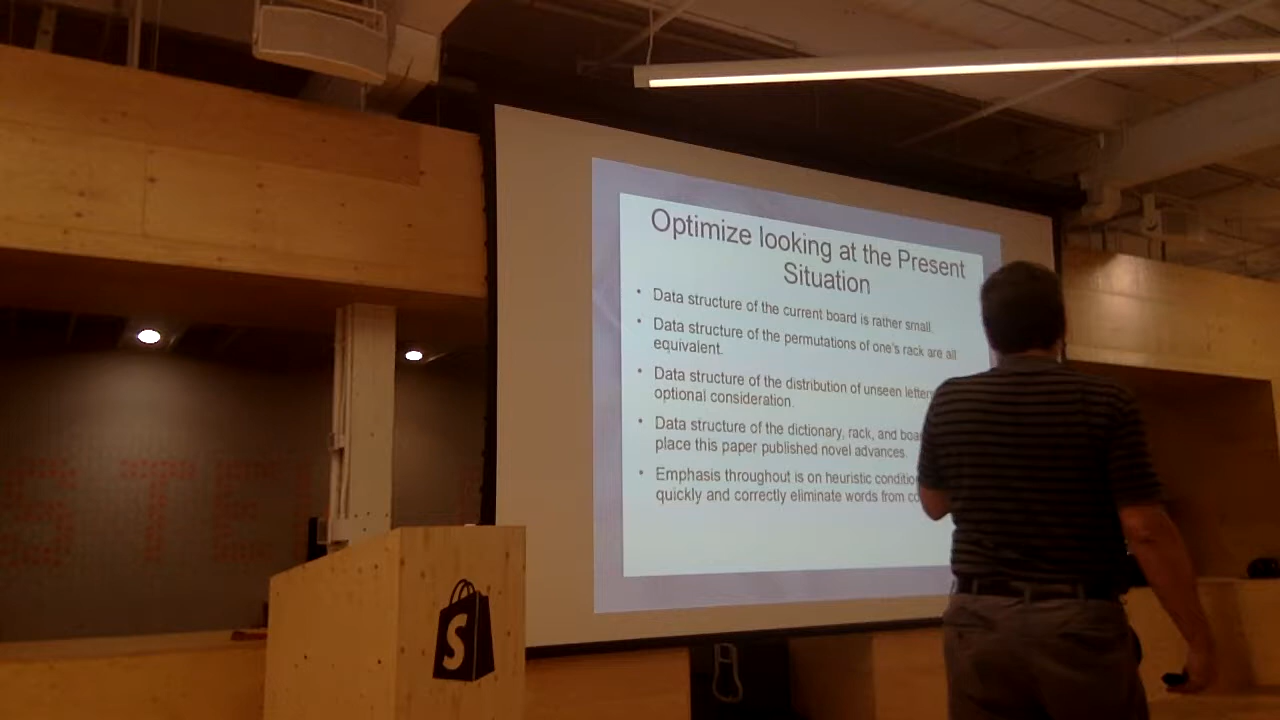 Optimize looking at the Present
Situation
• Data structure of the current board is rather small.
• Data structure of the permutations of one's rack are all
equivalent.
• Data structure of the distribution of unseen
optional consideration.
• Data structure of the dictionary, rack, and
place this paper published novel advances.
• Emphasis throughout is on heuristic
quickly and correctly eliminate words from
S